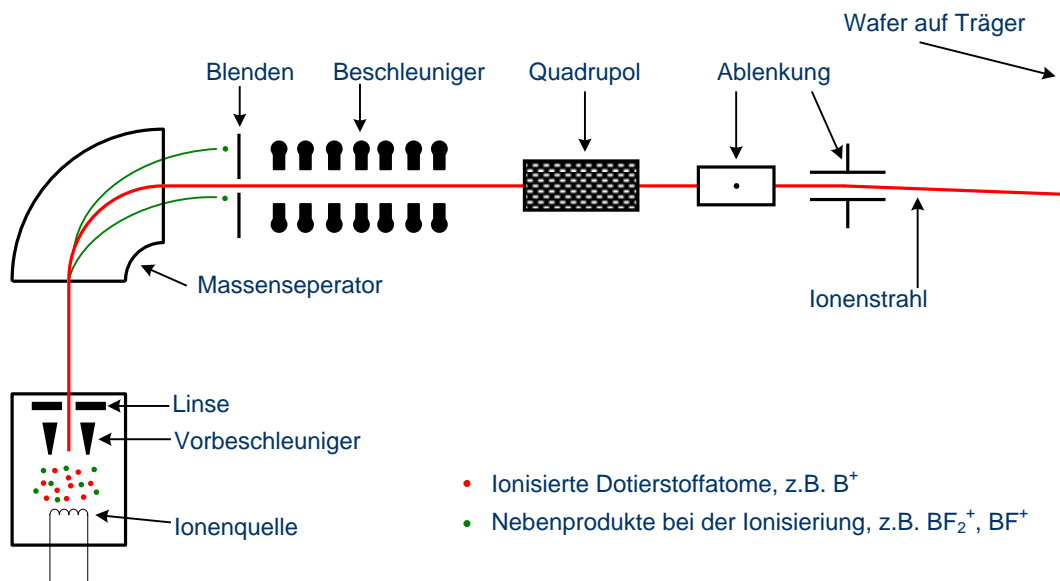 Wafer auf Träger
Blenden
Beschleuniger
Quadrupol
Ablenkung
Massenseperator
Ionenstrahl
Linse
Vorbeschleuniger
Ionenquelle
• Ionisierte Dotierstoffatome, z.B. B⁺
• Nebenprodukte bei der Ionisieriung, z.B. BF₂⁺, BF⁺